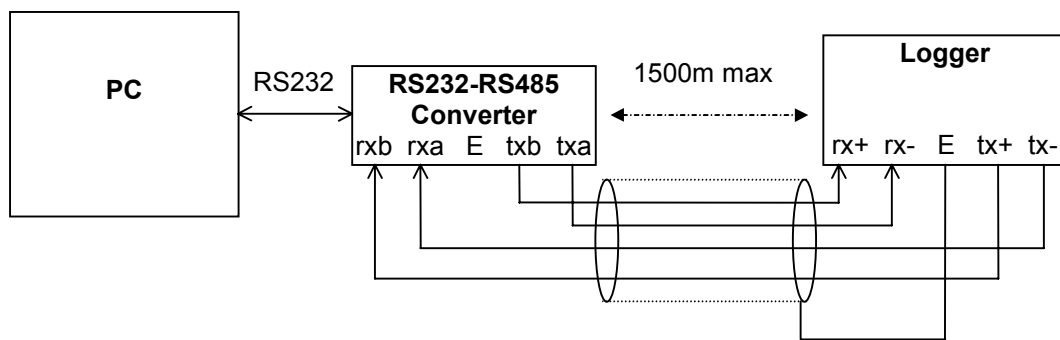 PC
RS232
RS232-RS485
Converter
rxb rxa E txb txa
1500m max
Logger
rx+ rx- E tx+ tx-